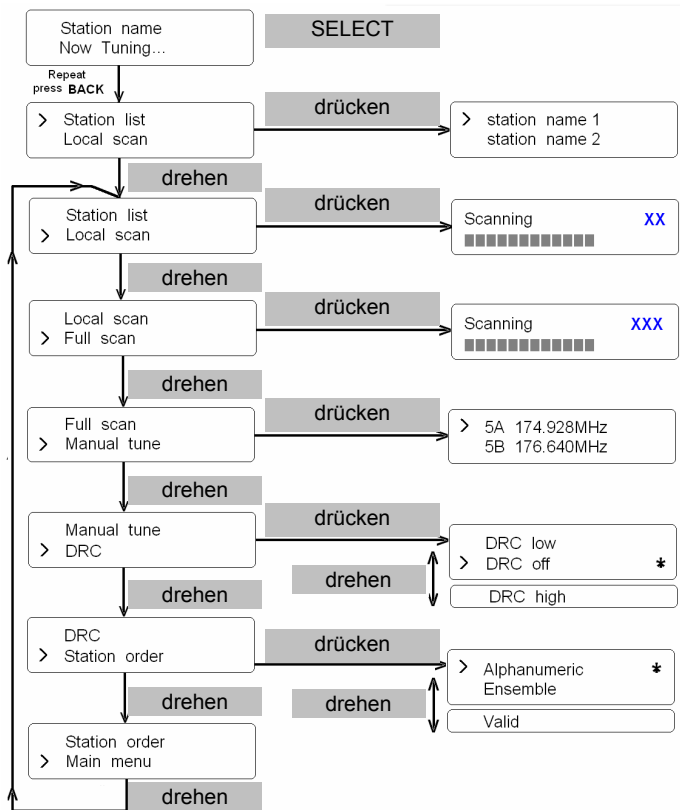 Station name
Now Tuning...
SELECT
Repeat
press BACK
> Station list
Local scan
drücken
> station name 1
station name 2
drehen
Station list
> Local scan
drücken
Scanning XX
drehen
Local scan
> Full scan
drücken
Scanning XXX
drehen
Full scan
> Manual tune
drücken
> 5A 174.928MHz
5B 176.640MHz
drehen
Manual tune
> DRC
drücken
DRC low
> DRC off *
DRC high
drehen
drehen
DRC
> Station order
drücken
> Alphanumeric *
Ensemble
Valid
drehen
drehen
Station order
> Main menu
drehen